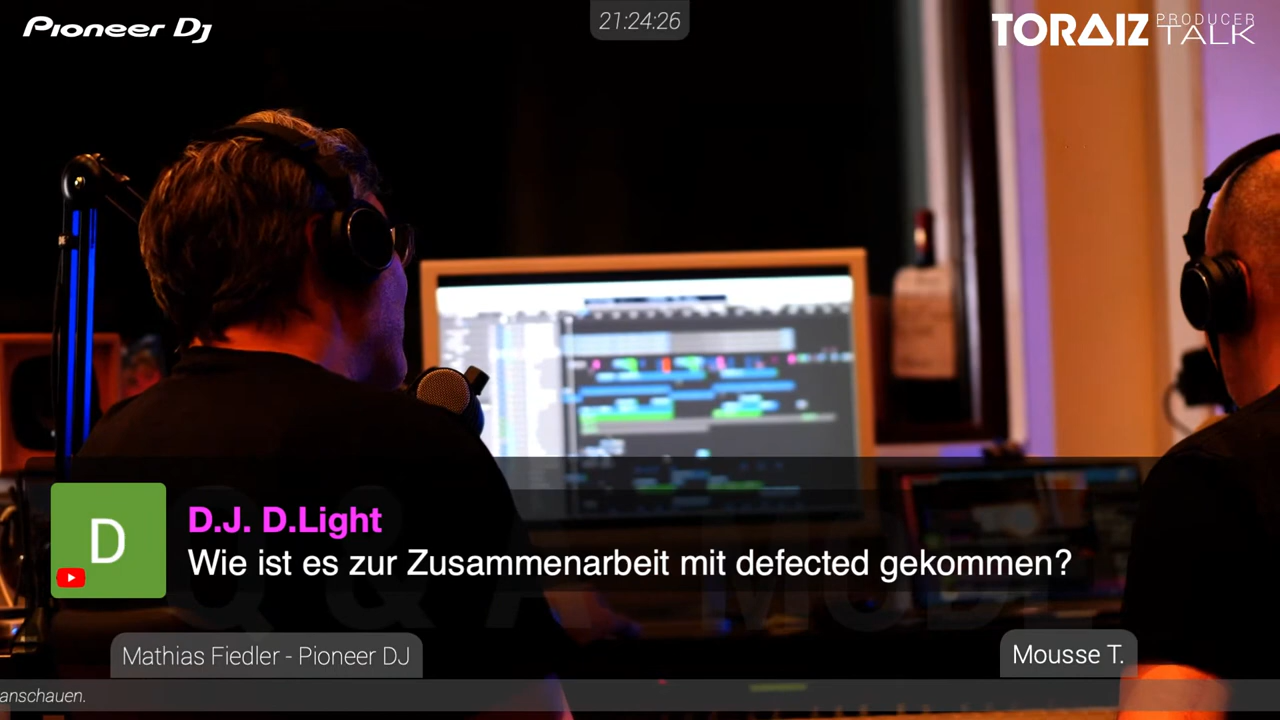 Pioneer Dj
21:24:26
TORAIZ PRODUCER TALK
D
D.J. D.Light
Wie ist es zur Zusammenarbeit mit defected gekommen?
Q & A MODE
Mathias Fiedler - Pioneer DJ
Mousse T.
anschauen.